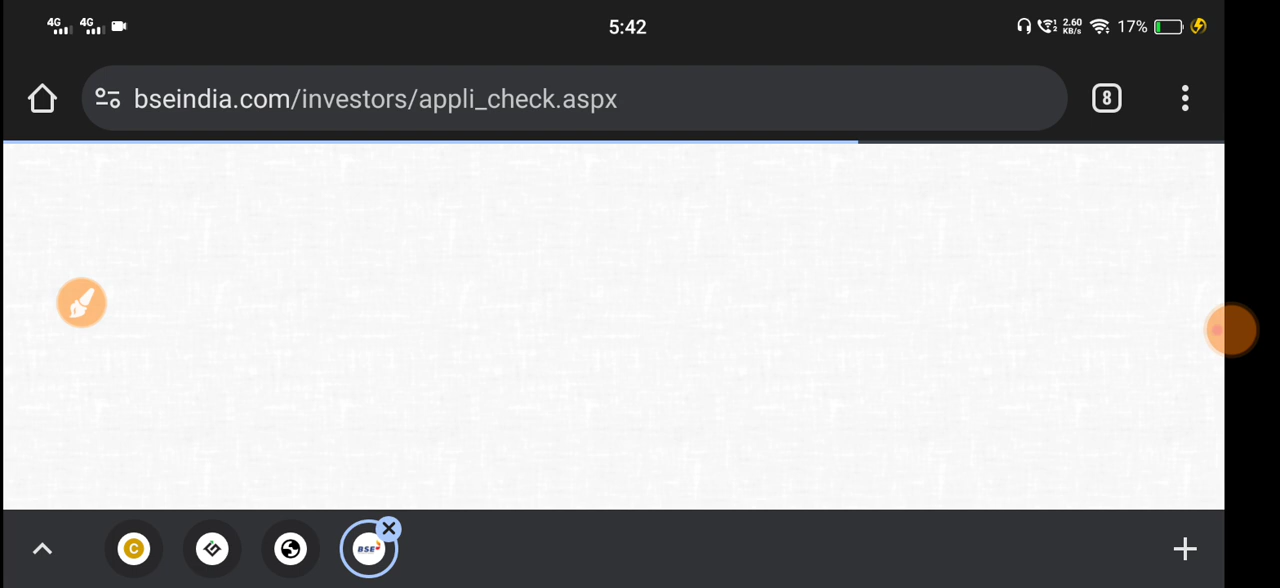 4G 4G 5:42 2.60 KB/s 17%
bseindia.com/investors/appli_check.aspx 8
C BSE